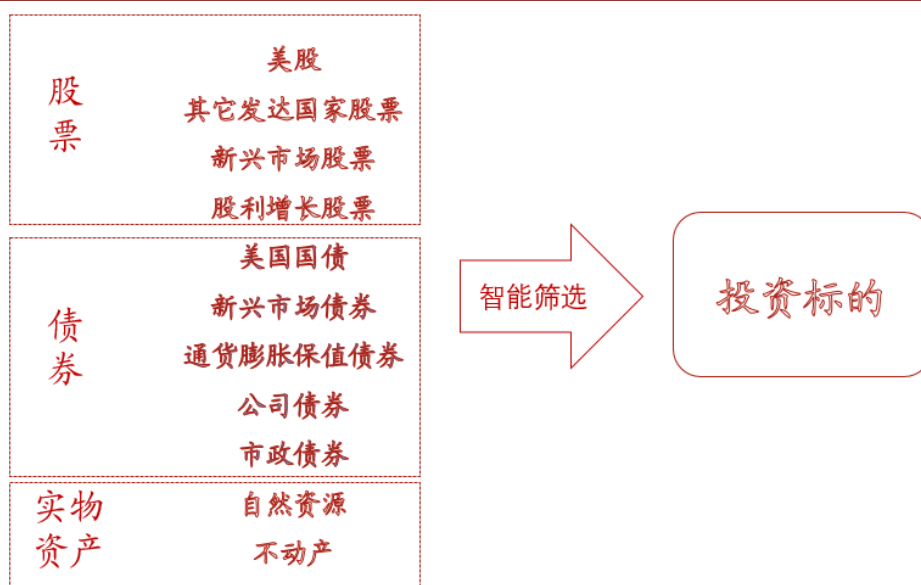 股票
美股
其它发达国家股票
新兴市场股票
股利增长股票
债券
美国国债
新兴市场债券
通货膨胀保值债券
公司债券
市政债券
实物
资产
自然资源
不动产
智能筛选
投资标的